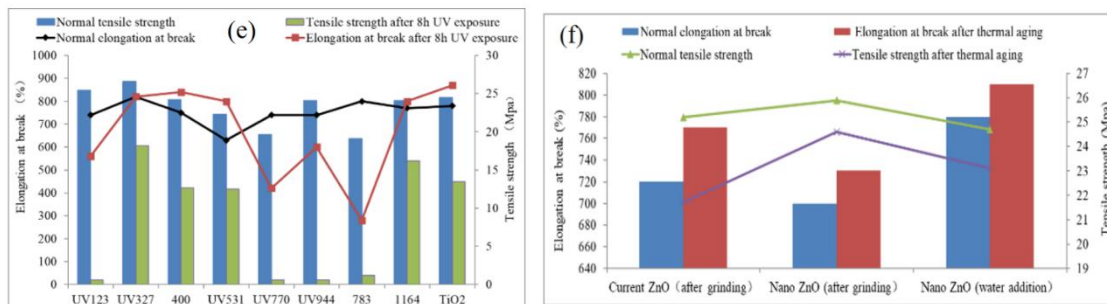 (e)
Normal tensile strength
Tensile strength after 8h UV exposure
Normal elongation at break
Elongation at break after 8h UV exposure
Elongation at break （%）
1000
900
800
700
600
500
400
300
200
100
0
30
25
20
15
10
5
0
Tensile strength （Mpa）
UV123 UV327 400 UV531 UV770 UV944 783 1164 TiO2
(f)
Normal elongation at break
Elongation at break after thermal aging
Normal tensile strength
Tensile strength after thermal aging
Elongation at break (%)
820
800
780
760
740
720
700
680
660
640
27
26
25
24
23
22
21
20
19
Tensile strength (Mpa)
Current ZnO（after grinding） Nano ZnO（after grinding） Nano ZnO (water addition）